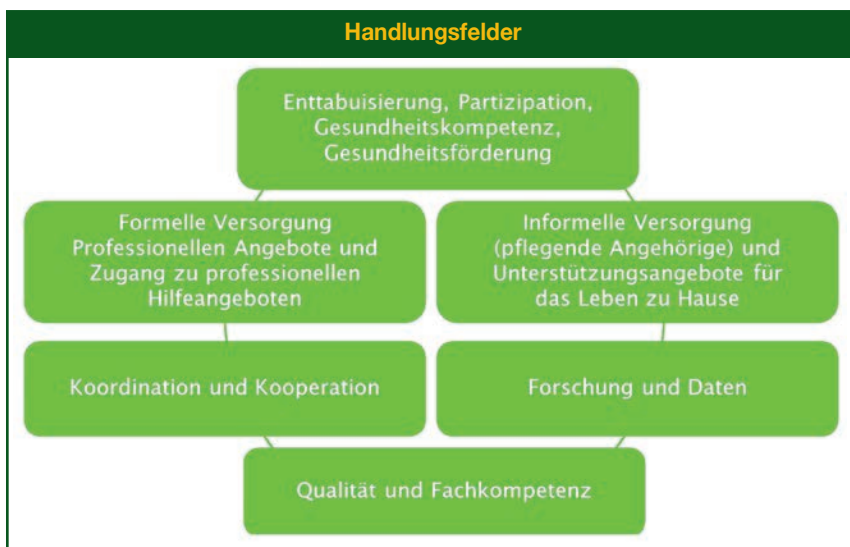 Handlungsfelder
Enttabuisierung, Partizipation,
Gesundheitskompetenz,
Gesundheitsförderung
Formelle Versorgung
Professionellen Angebote und
Zugang zu professionellen
Hilfeangeboten
Informelle Versorgung
(pflegende Angehörige) und
Unterstützungsangebote für
das Leben zu Hause
Koordination und Kooperation
Forschung und Daten
Qualität und Fachkompetenz